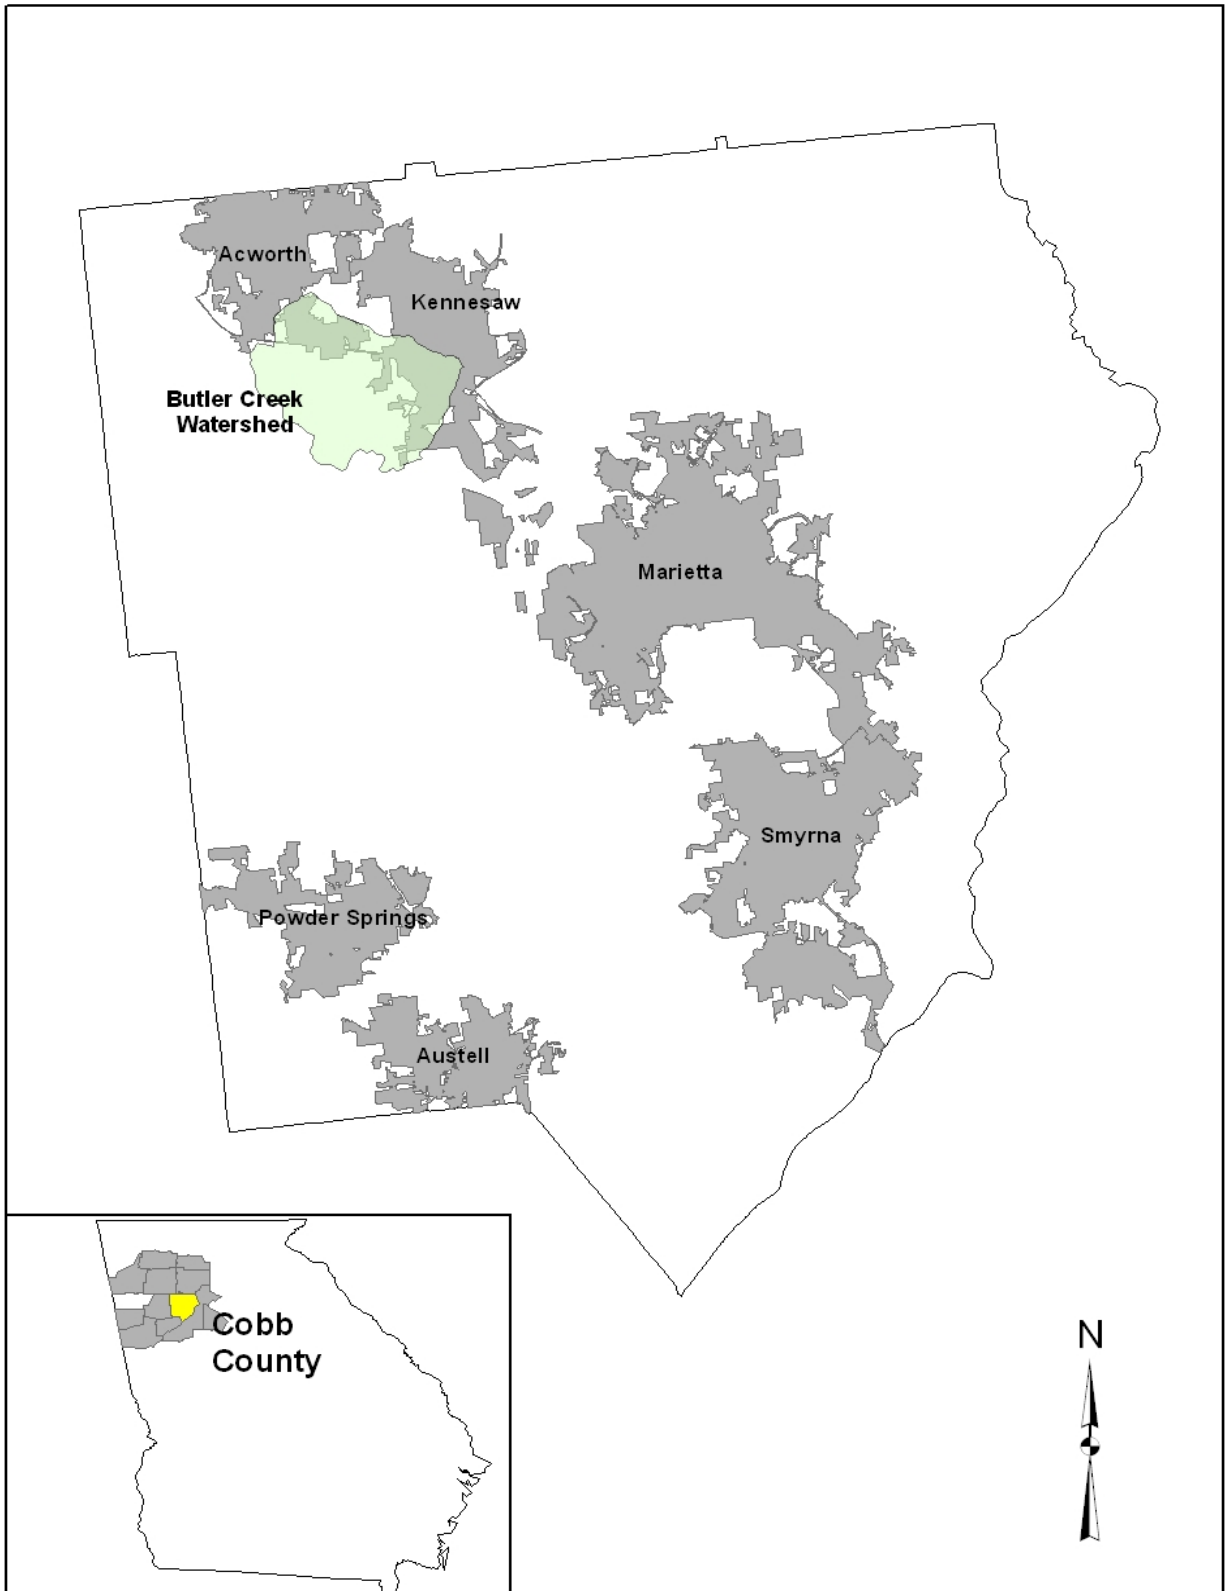 Acworth
Kennesaw
Butler Creek
Watershed
Marietta
Smyrna
Powder Springs
Austell
Cobb
County
N